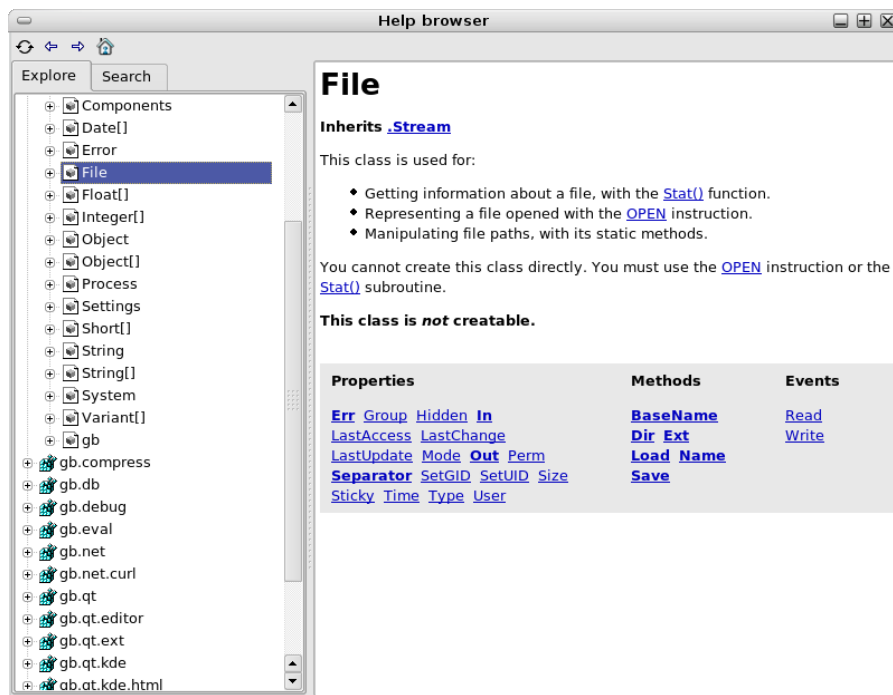 Help browser
Explore
Search
Components
Date[]
Error
File
Float[]
Integer[]
Object
Object[]
Process
Settings
Short[]
String
String[]
System
Variant[]
gb
gb.compress
gb.db
gb.debug
gb.eval
gb.net
gb.net.curl
gb.qt
gb.qt.editor
gb.qt.ext
gb.qt.kde
gb.qt.kde.html
File
Inherits .Stream
This class is used for:
Getting information about a file, with the Stat() function.
Representing a file opened with the OPEN instruction.
Manipulating file paths, with its static methods.
You cannot create this class directly. You must use the OPEN instruction or the
Stat() subroutine.
This class is not creatable.
Properties
Err Group Hidden In
LastAccess LastChange
LastUpdate Mode Out Perm
Separator SetGID SetUID Size
Sticky Time Type User
Methods
BaseName
Dir Ext
Load Name
Save
Events
Read
Write